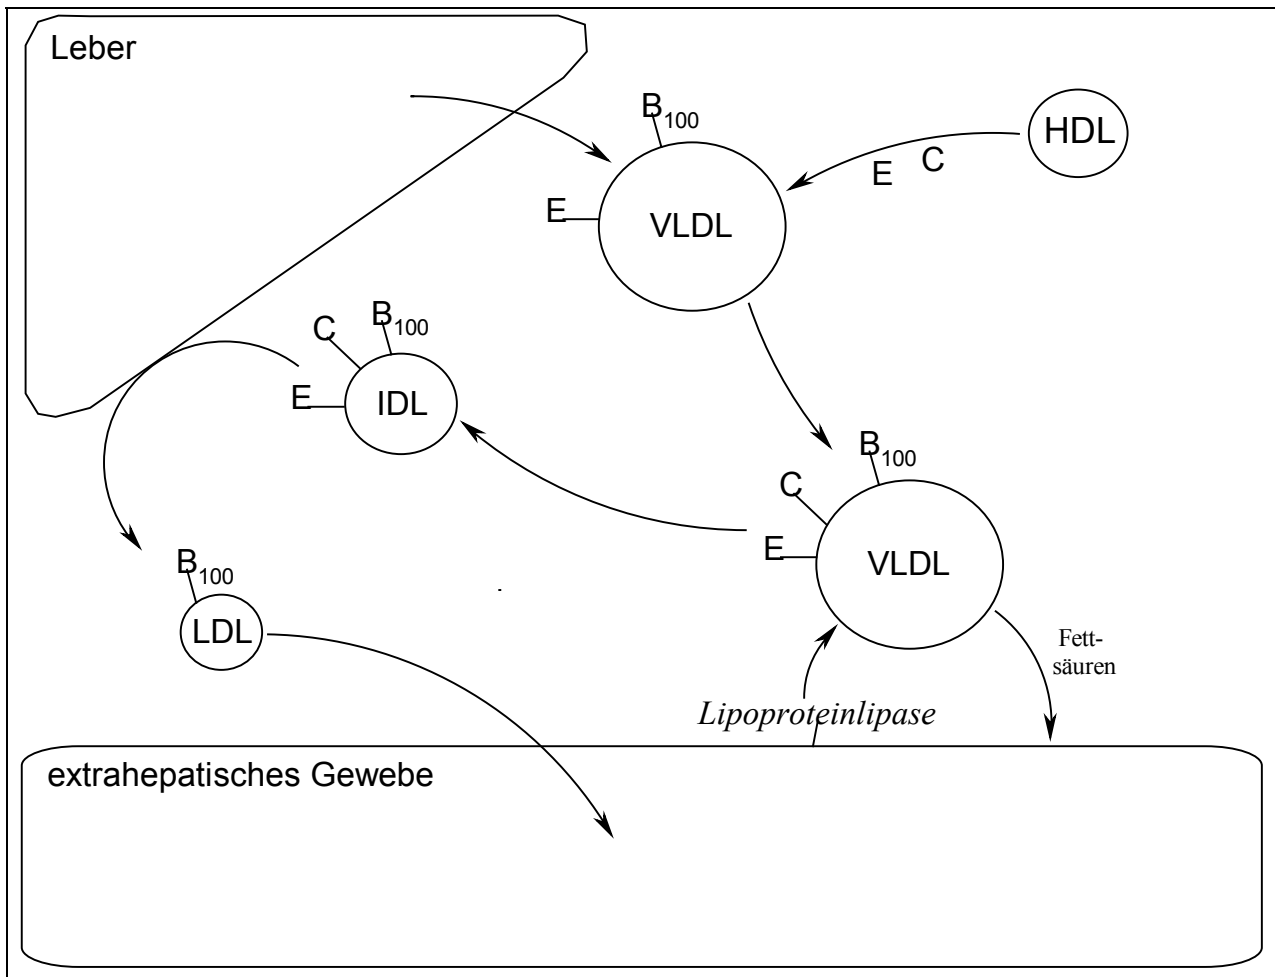 Leber
B100
HDL
E C
E
VLDL
B100
C
E
IDL
B100
C
E
VLDL
B100
LDL
Fett-
säuren
Lipoproteinlipase
extrahepatisches Gewebe